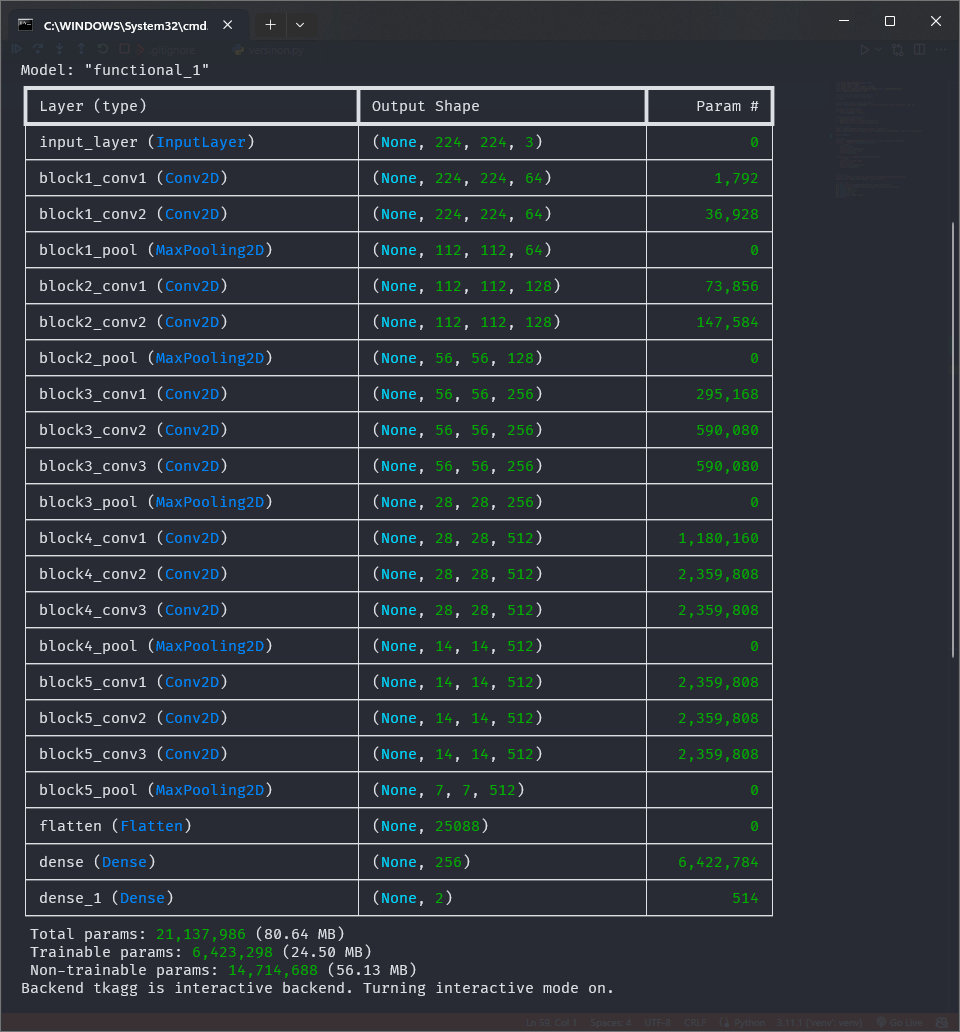 C:\WINDOWS\System32\cmd.
Model: "functional_1"
Layer (type) Output Shape Param #
input_layer (InputLayer) (None, 224, 224, 3) 0
block1_conv1 (Conv2D) (None, 224, 224, 64) 1,792
block1_conv2 (Conv2D) (None, 224, 224, 64) 36,928
block1_pool (MaxPooling2D) (None, 112, 112, 64) 0
block2_conv1 (Conv2D) (None, 112, 112, 128) 73,856
block2_conv2 (Conv2D) (None, 112, 112, 128) 147,584
block2_pool (MaxPooling2D) (None, 56, 56, 128) 0
block3_conv1 (Conv2D) (None, 56, 56, 256) 295,168
block3_conv2 (Conv2D) (None, 56, 56, 256) 590,080
block3_conv3 (Conv2D) (None, 56, 56, 256) 590,080
block3_pool (MaxPooling2D) (None, 28, 28, 256) 0
block4_conv1 (Conv2D) (None, 28, 28, 512) 1,180,160
block4_conv2 (Conv2D) (None, 28, 28, 512) 2,359,808
block4_conv3 (Conv2D) (None, 28, 28, 512) 2,359,808
block4_pool (MaxPooling2D) (None, 14, 14, 512) 0
block5_conv1 (Conv2D) (None, 14, 14, 512) 2,359,808
block5_conv2 (Conv2D) (None, 14, 14, 512) 2,359,808
block5_conv3 (Conv2D) (None, 14, 14, 512) 2,359,808
block5_pool (MaxPooling2D) (None, 7, 7, 512) 0
flatten (Flatten) (None, 25088) 0
dense (Dense) (None, 256) 6,422,784
dense_1 (Dense) (None, 2) 514
Total params: 21,137,986 (80.64 MB)
Trainable params: 6,423,298 (24.50 MB)
Non-trainable params: 14,714,688 (56.13 MB)
Backend tkagg is interactive backend. Turning interactive mode on.